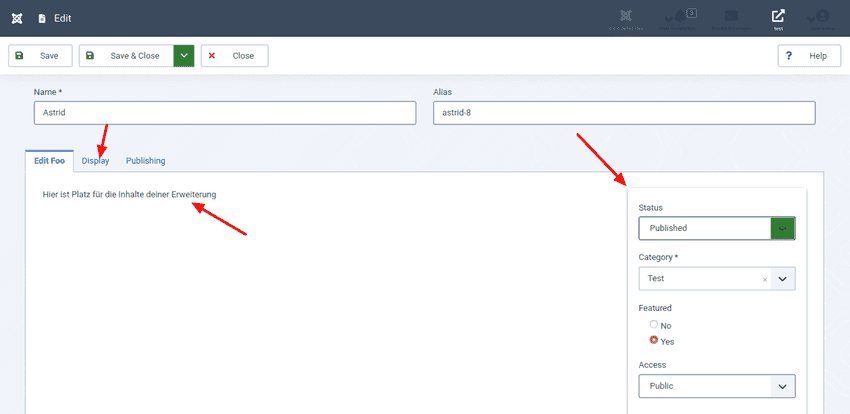 Edit
3
test
Save
Save & Close
Close
? Help
Name *
Alias
Astrid
astrid-8
Edit Foo
Display
Publishing
Hier ist Platz für die Inhalte deiner Erweiterung
Status
Published
Category *
Test ×
Featured
No
Yes
Access
Public